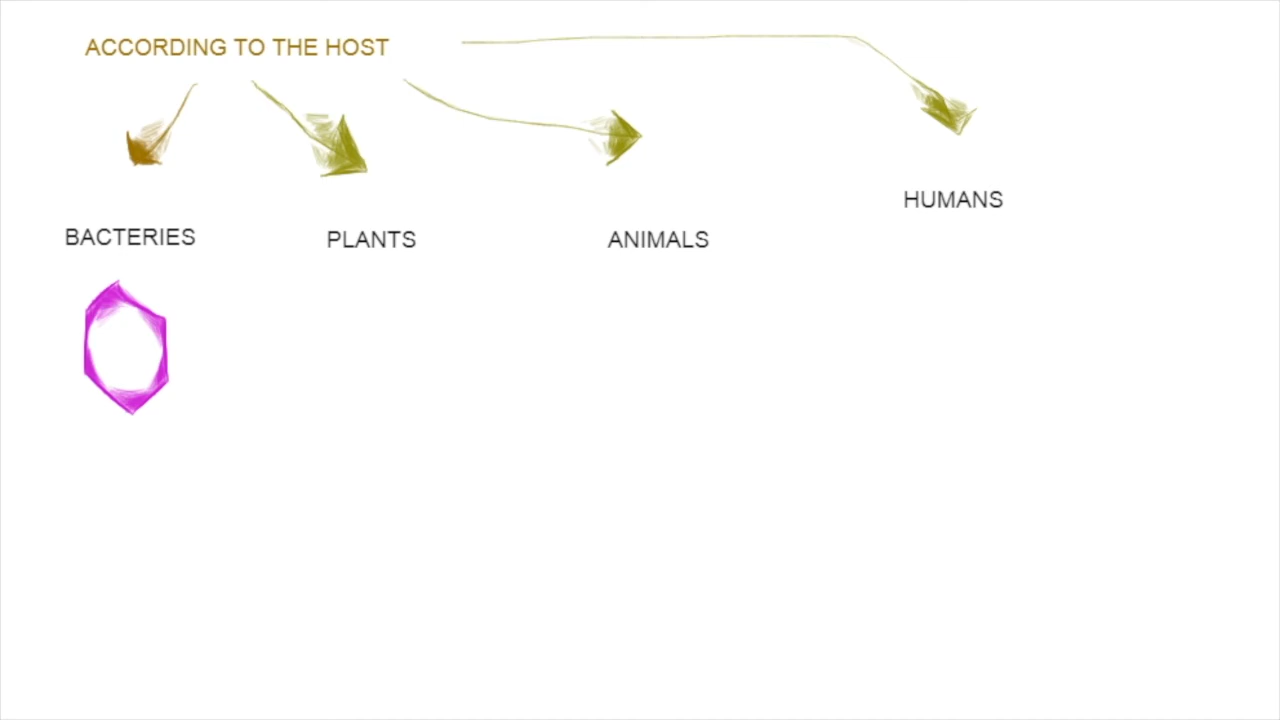 ACCORDING TO THE HOST
HUMANS
BACTERIES
PLANTS
ANIMALS